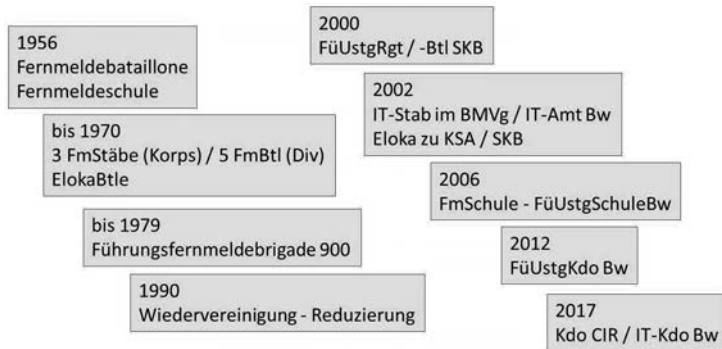 1956
Fernmeldebataillone
Fernmeldeschule
bis 1970
3 FmStäbe (Korps) / 5 FmBtl (Div)
ElokaBtle
bis 1979
Führungsfernmeldebrigade 900
1990
Wiedervereinigung - Reduzierung
2000
FüUstgRgt / -Btl SKB
2002
IT-Stab im BMVg / IT-Amt Bw
Eloka zu KSA / SKB
2006
FmSchule - FüUstgSchuleBw
2012
FüUstgKdo Bw
2017
Kdo CIR / IT-Kdo Bw